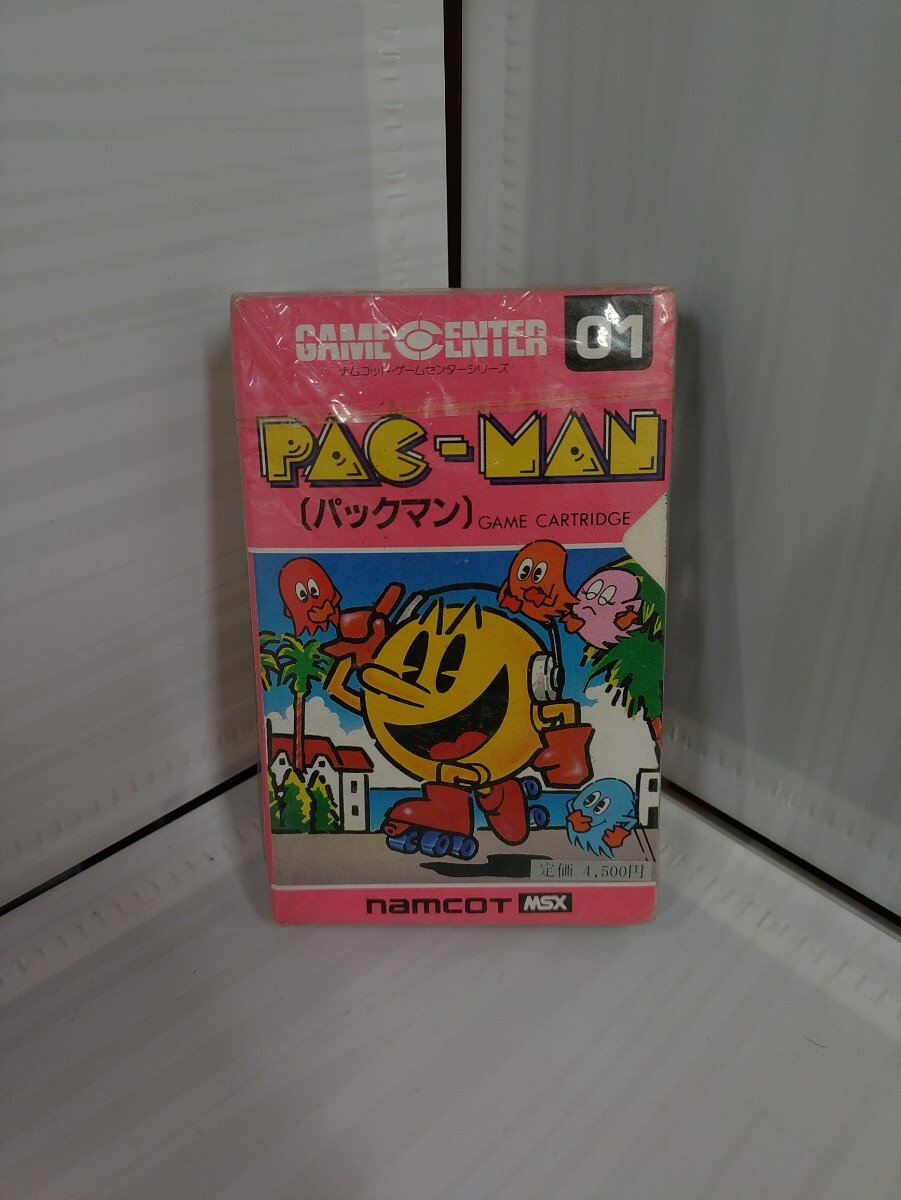 GAME CENTER 01
ナムコット・ゲームセンターシリーズ
PAC-MAN
〔パックマン〕 GAME CARTRIDGE
定価 4,500円
namcot MSX